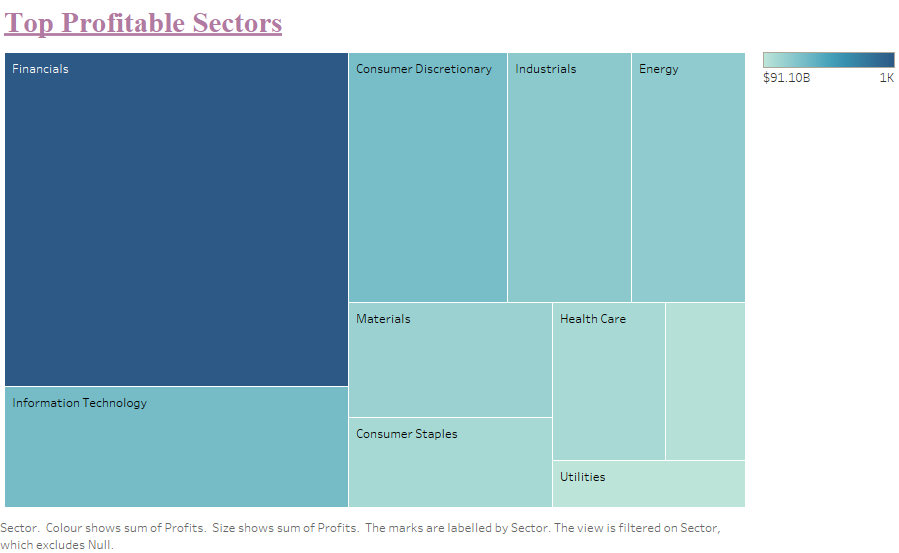 Top Profitable Sectors
Financials
Consumer Discretionary
Industrials
Energy
$91.10B
1K
Materials
Health Care
Information Technology
Consumer Staples
Utilities
Sector. Colour shows sum of Profits. Size shows sum of Profits. The marks are labelled by Sector. The view is filtered on Sector,
which excludes Null.